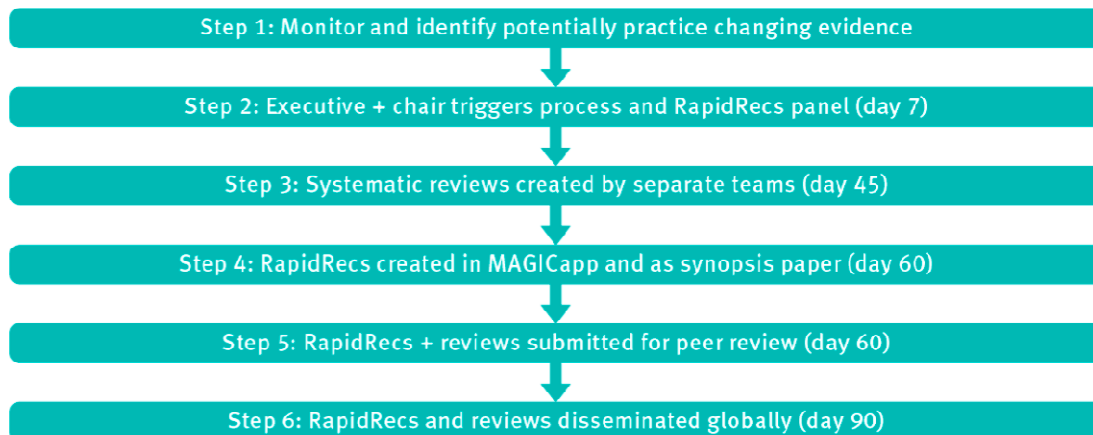 Step 1: Monitor and identify potentially practice changing evidence
Step 2: Executive + chair triggers process and RapidRecs panel (day 7)
Step 3: Systematic reviews created by separate teams (day 45)
Step 4: RapidRecs created in MAGICapp and as synopsis paper (day 60)
Step 5: RapidRecs + reviews submitted for peer review (day 60)
Step 6: RapidRecs and reviews disseminated globally (day 90)